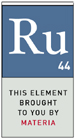 Ru
44
THIS ELEMENT
BROUGHT
TO YOU BY
MATERIA